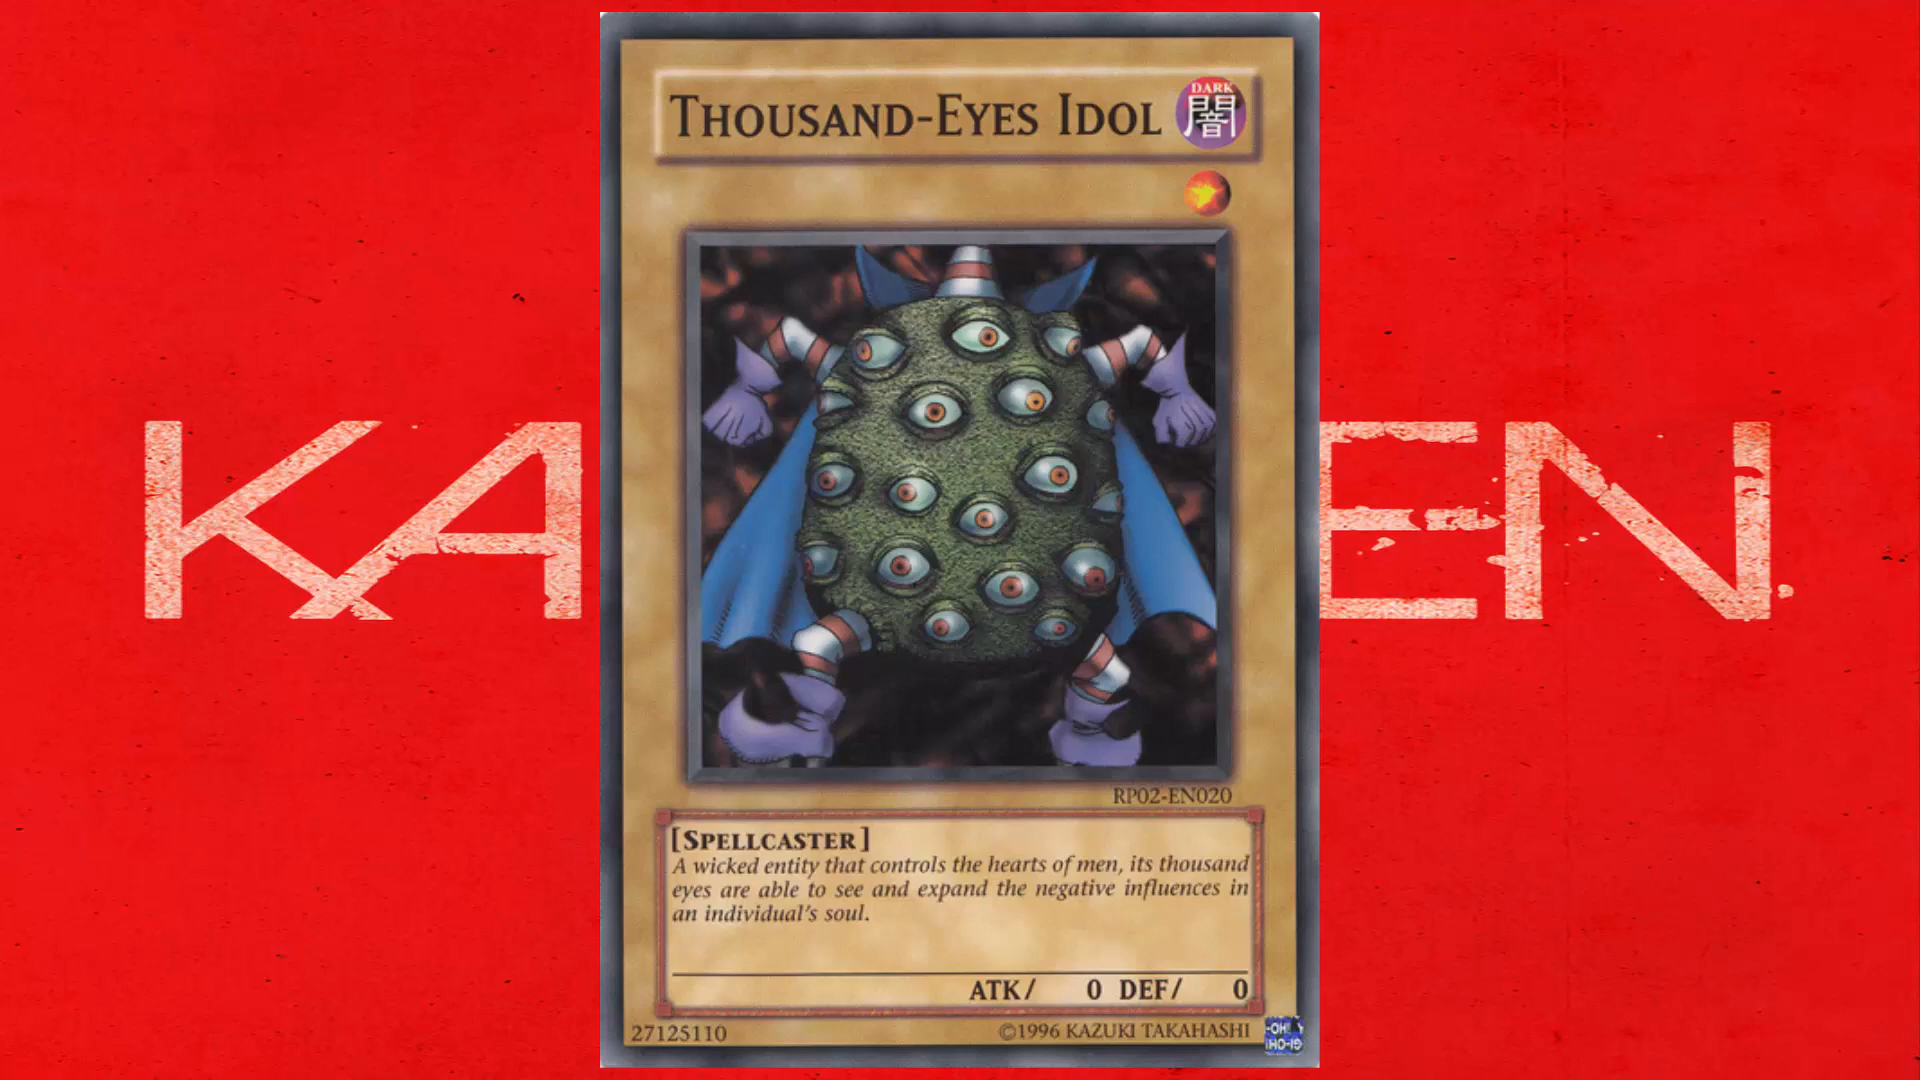 THOUSAND-EYES IDOL
DARK
闇
KA
EN
RP02-EN020
[SPELLCASTER]
A wicked entity that controls the hearts of men, its thousand
eyes are able to see and expand the negative influences in
an individual's soul.
ATK/ 0 DEF/ 0
27125110
©1996 KAZUKI TAKAHASHI